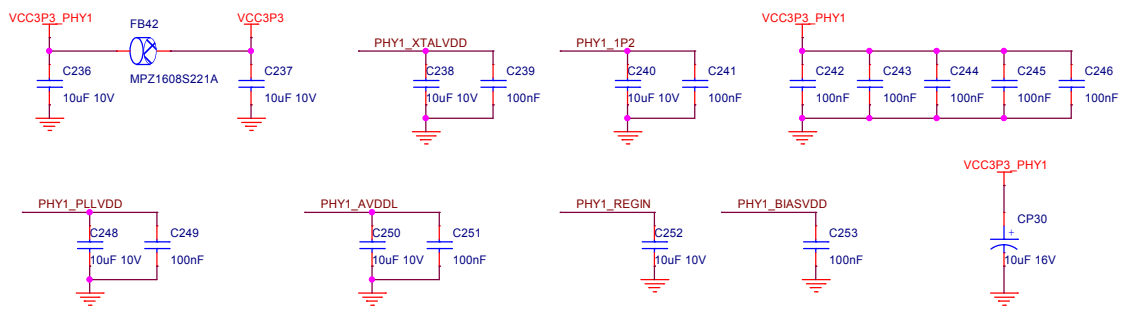 VCC3P3_PHY1
FB42
VCC3P3
MPZ1608S221A
C236
10uF 10V
C237
10uF 10V
PHY1_XTALVDD
C238
10uF 10V
C239
100nF
PHY1_1P2
C240
10uF 10V
C241
100nF
VCC3P3_PHY1
C242
100nF
C243
100nF
C244
100nF
C245
100nF
C246
100nF
PHY1_PLLVDD
C248
10uF 10V
C249
100nF
PHY1_AVDDL
C250
10uF 10V
C251
100nF
PHY1_REGIN
C252
10uF 10V
PHY1_BIASVDD
C253
100nF
VCC3P3_PHY1
CP30
+
10uF 16V